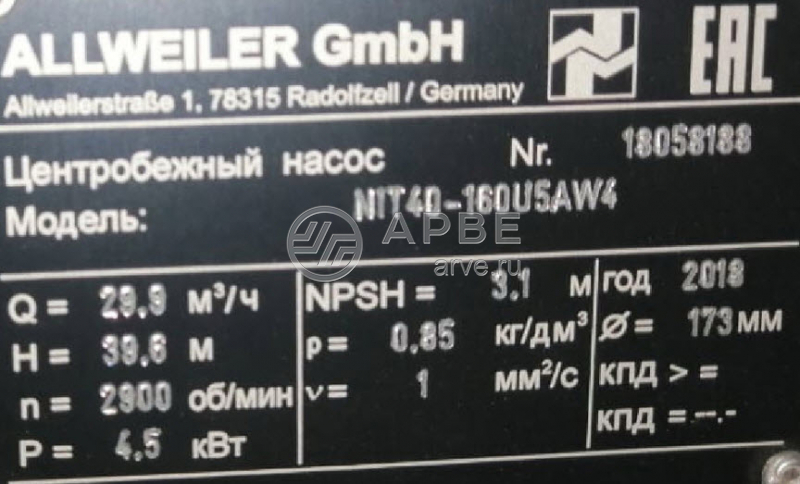 ALLWEILER GmbH
EAC
Allweilerstraße 1, 78315 Radolfzell / Germany
Центробежный насос Nr. 18058188
Модель: NIT40-160U5AW4
АРВЕ
arve.ru
Q = 29.9 м³/ч NPSH = 3.1 м год 2018
H = 39.6 м ρ = 0.85 кг/дм³ Ø = 173 мм
n = 2900 об/мин ν = 1 мм²/с КПД > =
P = 4.5 кВт КПД = --.-